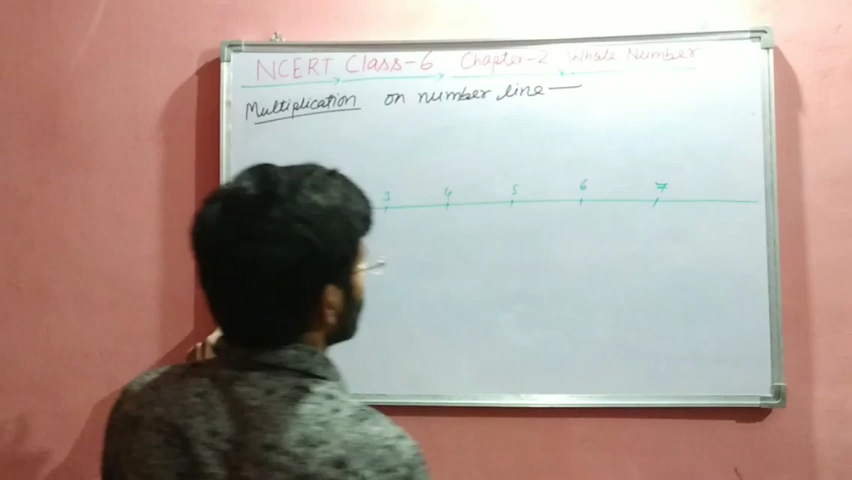 NCERT Class-6 Chapter-2 Whole Number
Multiplication on number line —
3 4 5 6 7